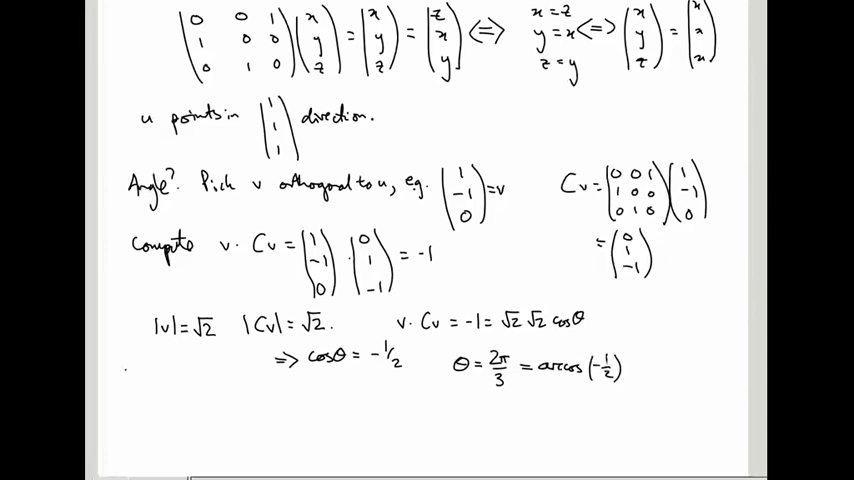 ( 0 0 1 / 1 0 0 / 0 1 0 ) ( x / y / z ) = ( x / y / z ) = ( z / x / y ) <=> x = z / y = x / z = y <=> ( x / y / z ) = ( x / x / x )
u points in ( 1 / 1 / 1 ) direction.
Angle? Pick v orthogonal to u, e.g. ( 1 / -1 / 0 ) = v
Cv = ( 0 0 1 / 1 0 0 / 0 1 0 ) ( 1 / -1 / 0 )
= ( 0 / 1 / -1 )
Compute v · Cv = ( 1 / -1 / 0 ) · ( 0 / 1 / -1 ) = -1
|v| = √2 |Cv| = √2. v · Cv = -1 = √2 √2 cosθ
=> cosθ = -1/2 θ = 2π/3 = arccos(-1/2)